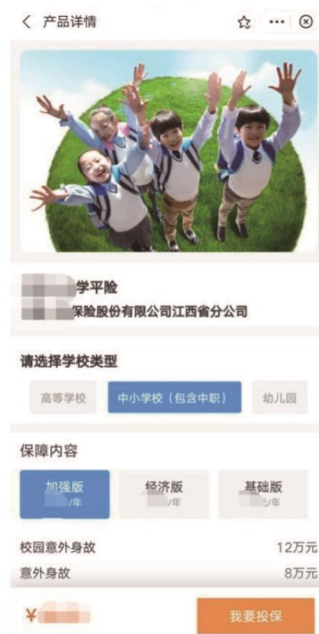 产品详情
学平险
保险股份有限公司江西省分公司
请选择学校类型
高等学校 中小学校（包含中职） 幼儿园
保障内容
加强版 经济版 基础版
/年 /年 /年
校园意外身故 12万元
意外身故 8万元
¥ 我要投保